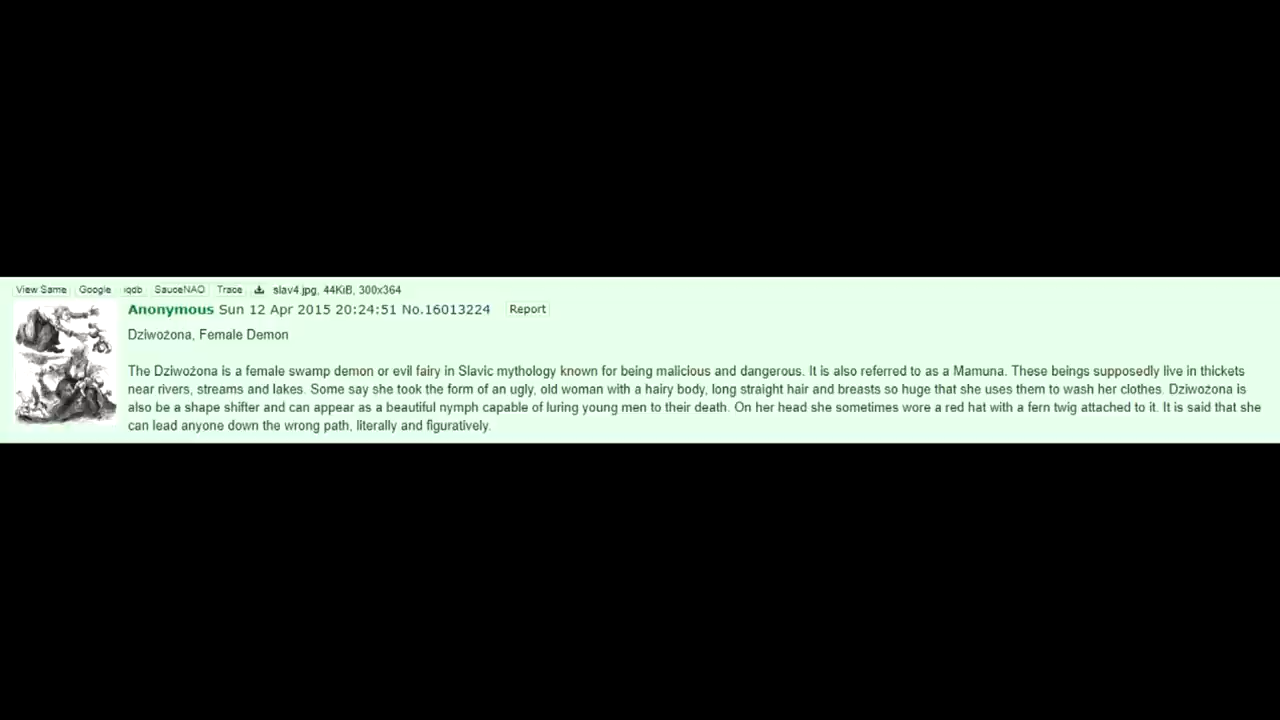 View Same Google iqdb SauceNAO Trace slav4.jpg, 44KiB, 300x364
Anonymous Sun 12 Apr 2015 20:24:51 No.16013224 Report
Dziwożona, Female Demon
The Dziwożona is a female swamp demon or evil fairy in Slavic mythology known for being malicious and dangerous. It is also referred to as a Mamuna. These beings supposedly live in thickets
near rivers, streams and lakes. Some say she took the form of an ugly, old woman with a hairy body, long straight hair and breasts so huge that she uses them to wash her clothes. Dziwożona is
also be a shape shifter and can appear as a beautiful nymph capable of luring young men to their death. On her head she sometimes wore a red hat with a fern twig attached to it. It is said that she
can lead anyone down the wrong path, literally and figuratively.